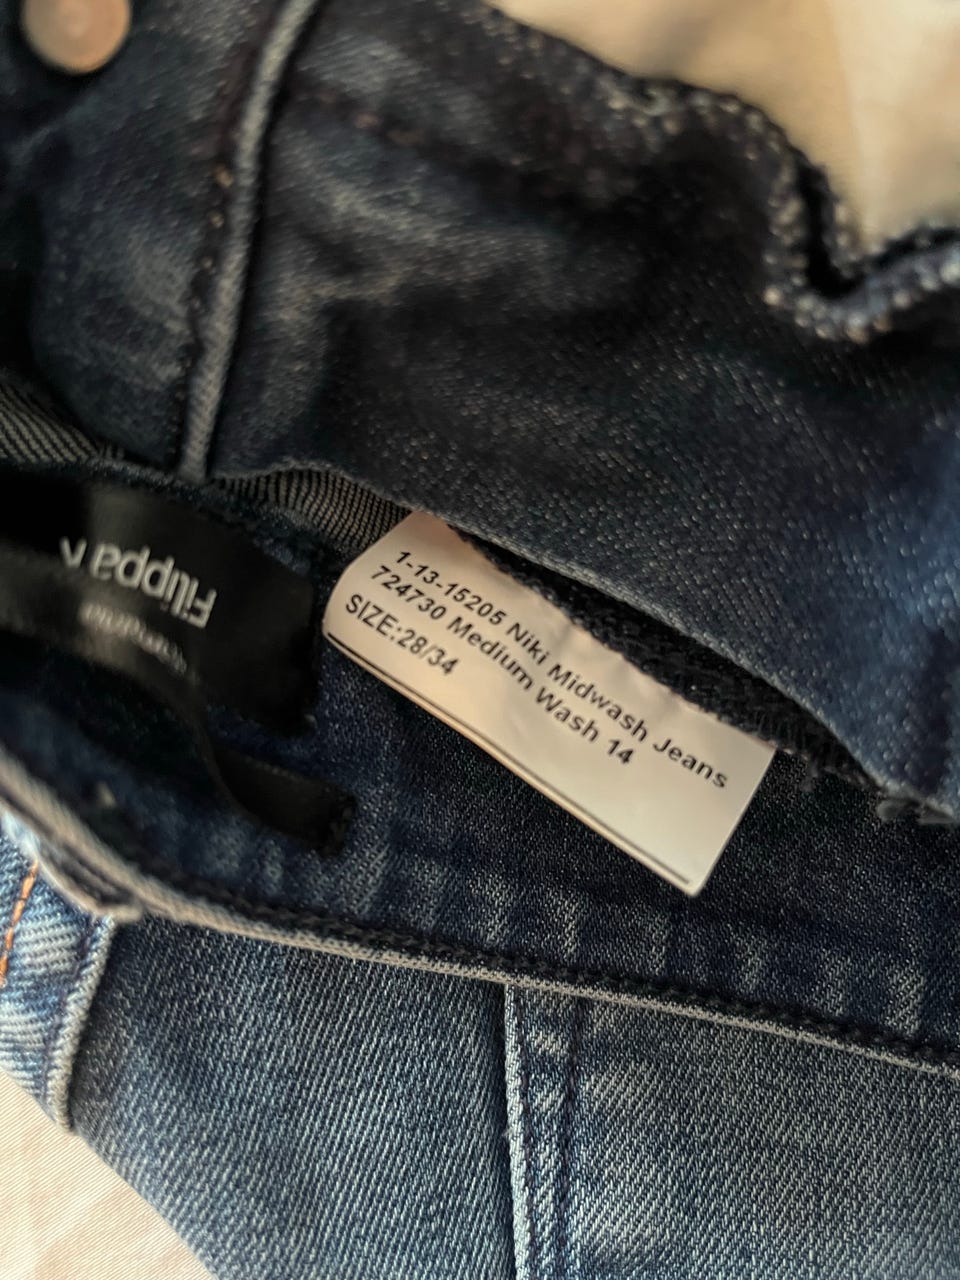 Filippa
1-13-15205 Niki Midwash Jeans
724730 Medium Wash 14
SIZE:28/34